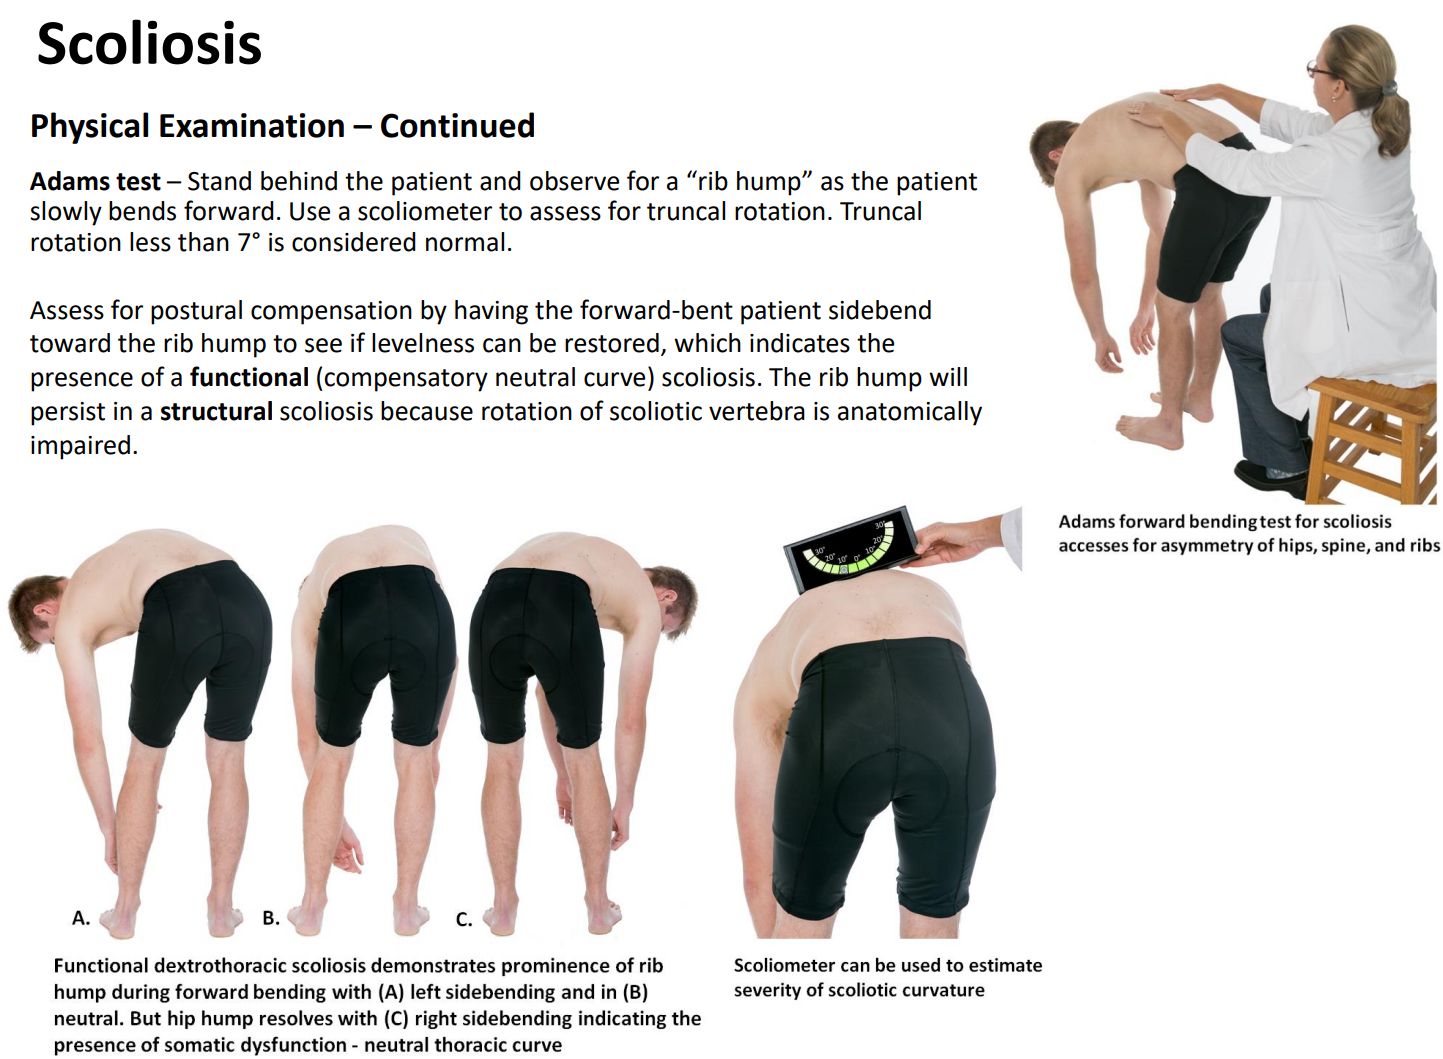 Scoliosis
Physical Examination – Continued
Adams test – Stand behind the patient and observe for a “rib hump” as the patient
slowly bends forward. Use a scoliometer to assess for truncal rotation. Truncal
rotation less than 7° is considered normal.
Assess for postural compensation by having the forward-bent patient sidebend
toward the rib hump to see if levelness can be restored, which indicates the
presence of a functional (compensatory neutral curve) scoliosis. The rib hump will
persist in a structural scoliosis because rotation of scoliotic vertebra is anatomically
impaired.
Adams forward bending test for scoliosis
accesses for asymmetry of hips, spine, and ribs
30° 20° 10° 0° 10° 20° 30°
A. B. C.
Functional dextrothoracic scoliosis demonstrates prominence of rib
hump during forward bending with (A) left sidebending and in (B)
neutral. But hip hump resolves with (C) right sidebending indicating the
presence of somatic dysfunction - neutral thoracic curve
Scoliometer can be used to estimate
severity of scoliotic curvature